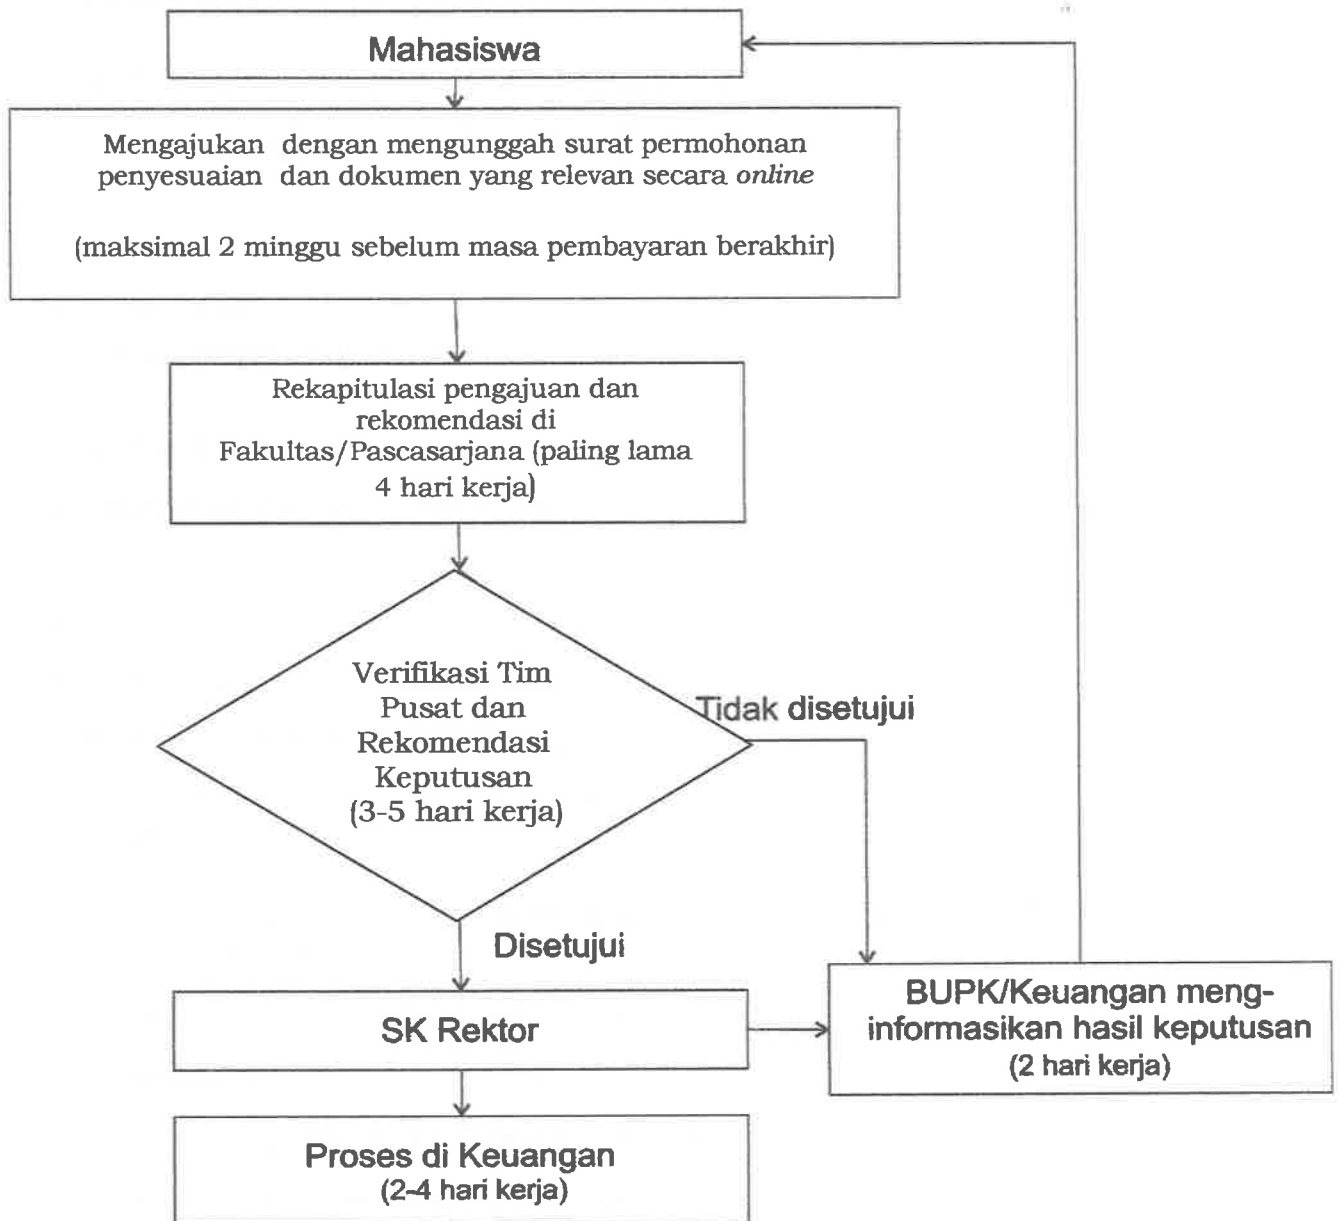 Mahasiswa
Mengajukan dengan mengunggah surat permohonan
penyesuaian dan dokumen yang relevan secara online
(maksimal 2 minggu sebelum masa pembayaran berakhir)
Rekapitulasi pengajuan dan
rekomendasi di
Fakultas/Pascasarjana (paling lama
4 hari kerja)
Verifikasi Tim
Pusat dan
Rekomendasi
Keputusan
(3-5 hari kerja)
Tidak disetujui
Disetujui
SK Rektor
BUPK/Keuangan meng-
informasikan hasil keputusan
(2 hari kerja)
Proses di Keuangan
(2-4 hari kerja)